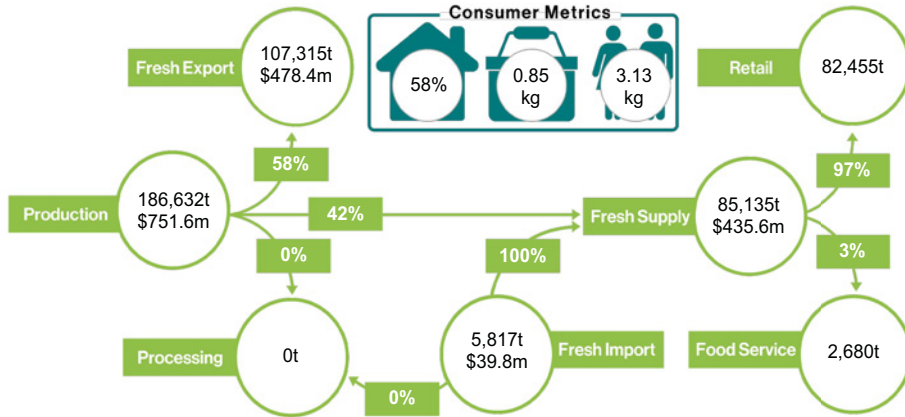 Consumer Metrics
58%
0.85
kg
3.13
kg
Fresh Export
107,315t
$478.4m
Retail
82,455t
58%
97%
Production
186,632t
$751.6m
42%
Fresh Supply
85,135t
$435.6m
0%
100%
3%
Processing
0t
5,817t
$39.8m
Fresh Import
Food Service
2,680t
0%